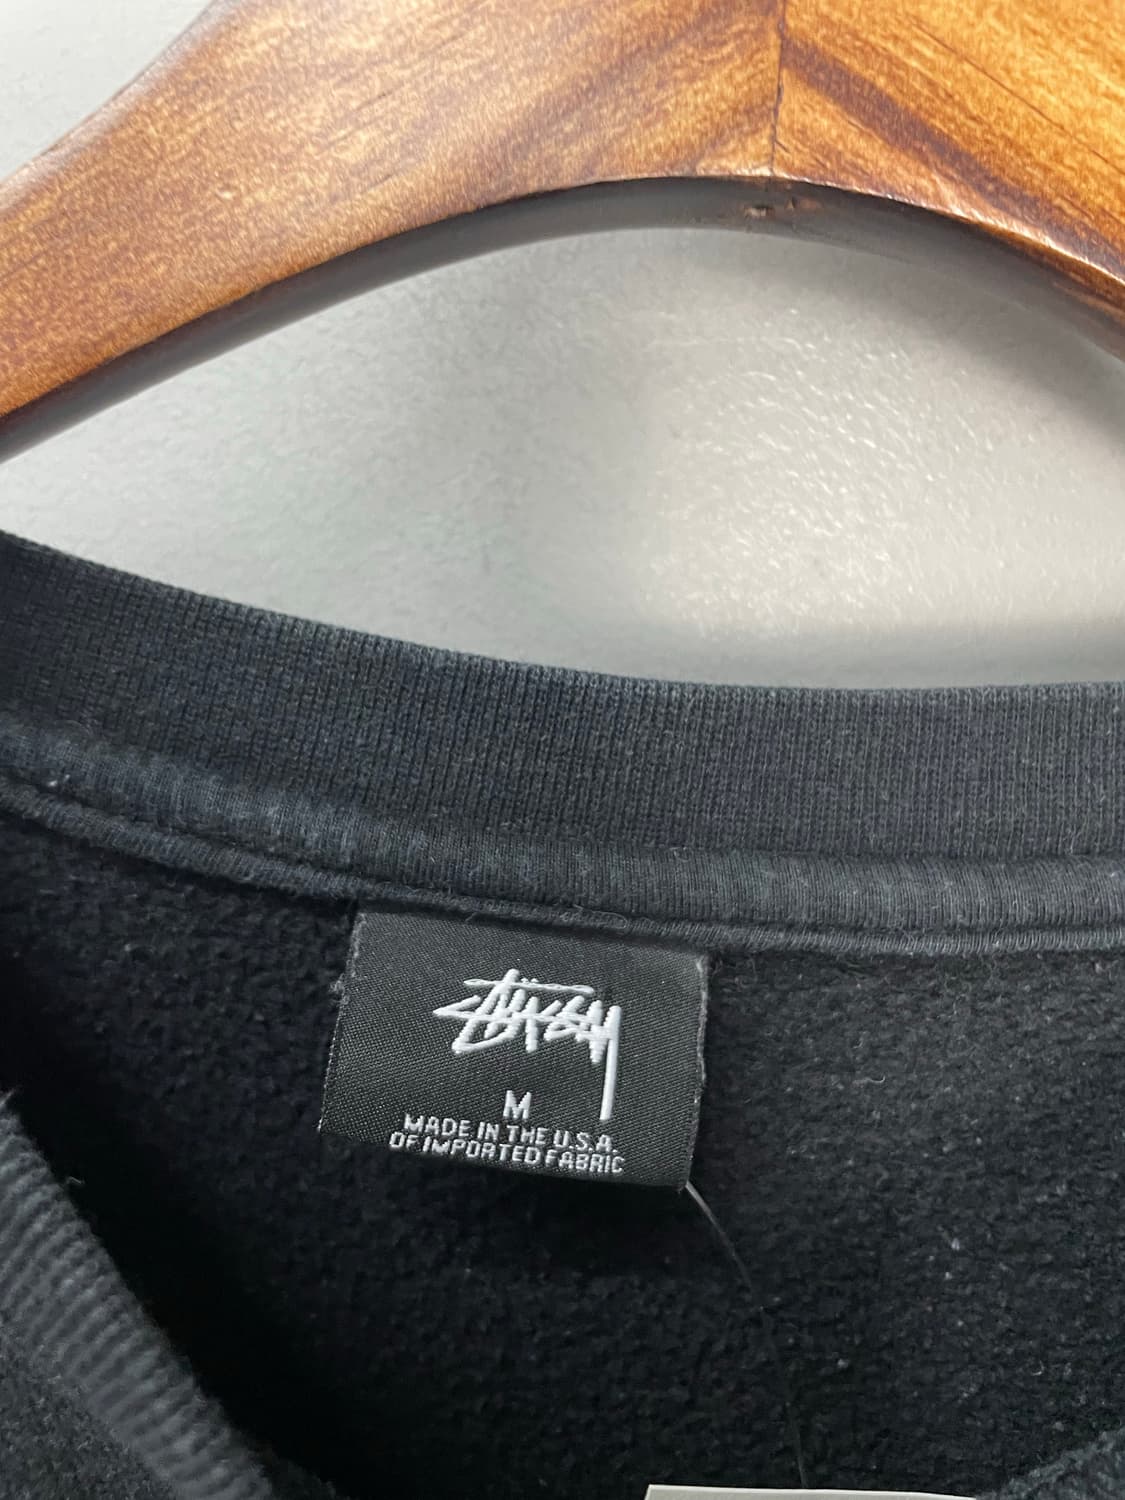 Stüssy
M
MADE IN THE U.S.A.
OF IMPORTED FABRIC